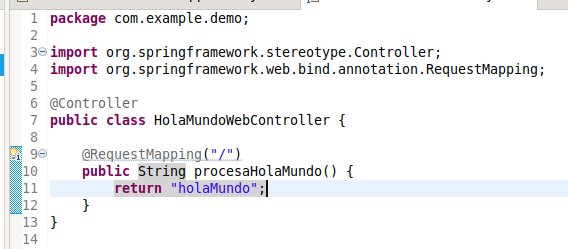 1 package com.example.demo;
2
3 import org.springframework.stereotype.Controller;
4 import org.springframework.web.bind.annotation.RequestMapping;
5
6 @Controller
7 public class HolaMundoWebController {
8
9     @RequestMapping("/")
10     public String procesaHolaMundo() {
11         return "holaMundo";
12     }
13 }
14